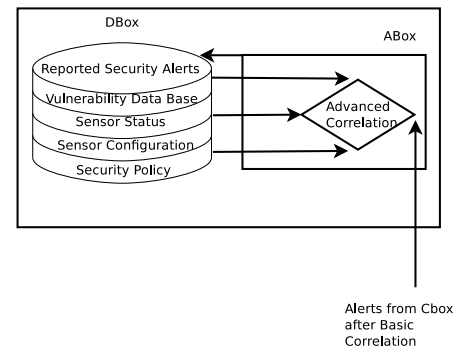 DBox
ABox
Reported Security Alerts
Vulnerability Data Base
Sensor Status
Sensor Configuration
Security Policy
Advanced
Correlation
Alerts from Cbox
after Basic
Correlation